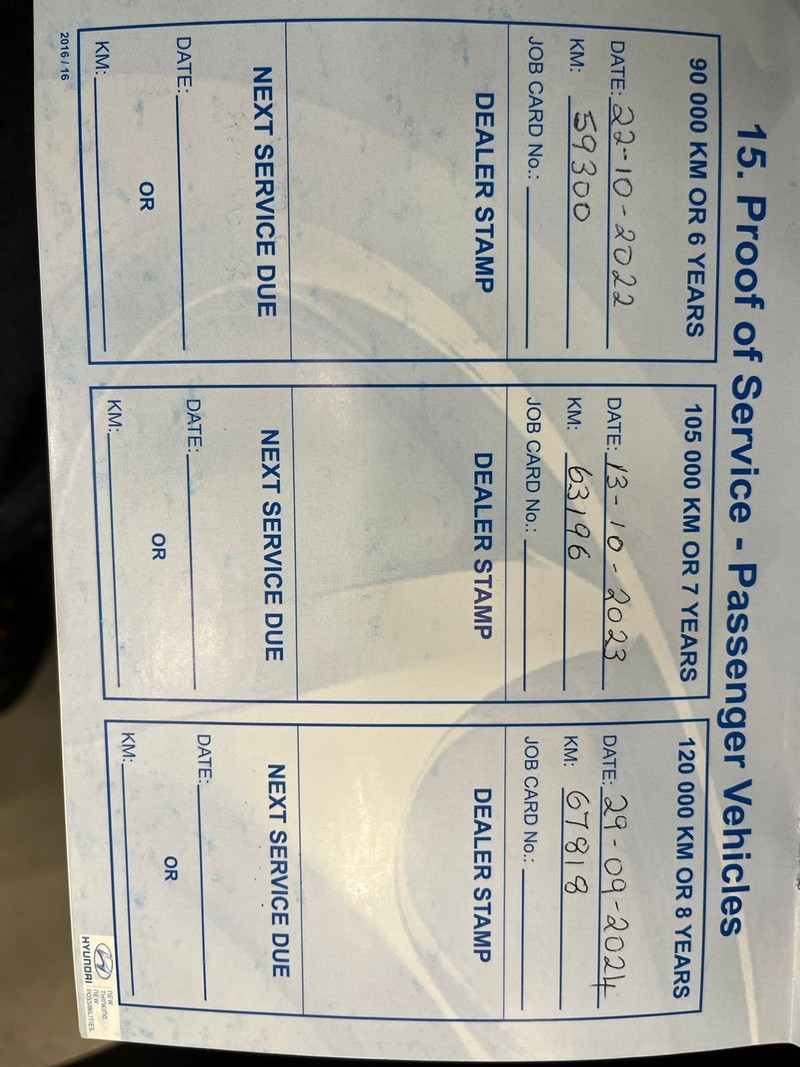 15. Proof of Service - Passenger Vehicles
90 000 KM OR 6 YEARS
DATE: 22-10-2022
KM: 59300
JOB CARD No.:
DEALER STAMP
NEXT SERVICE DUE
DATE:
OR
KM:
105 000 KM OR 7 YEARS
DATE: 13-10-2023
KM: 63196
JOB CARD No.:
DEALER STAMP
NEXT SERVICE DUE
DATE:
OR
KM:
120 000 KM OR 8 YEARS
DATE: 29-09-2024
KM: 67818
JOB CARD No.:
DEALER STAMP
NEXT SERVICE DUE
DATE:
OR
KM:
2016 / 16
HYUNDAI
NEW
THINKING.
NEW
POSSIBILITIES.